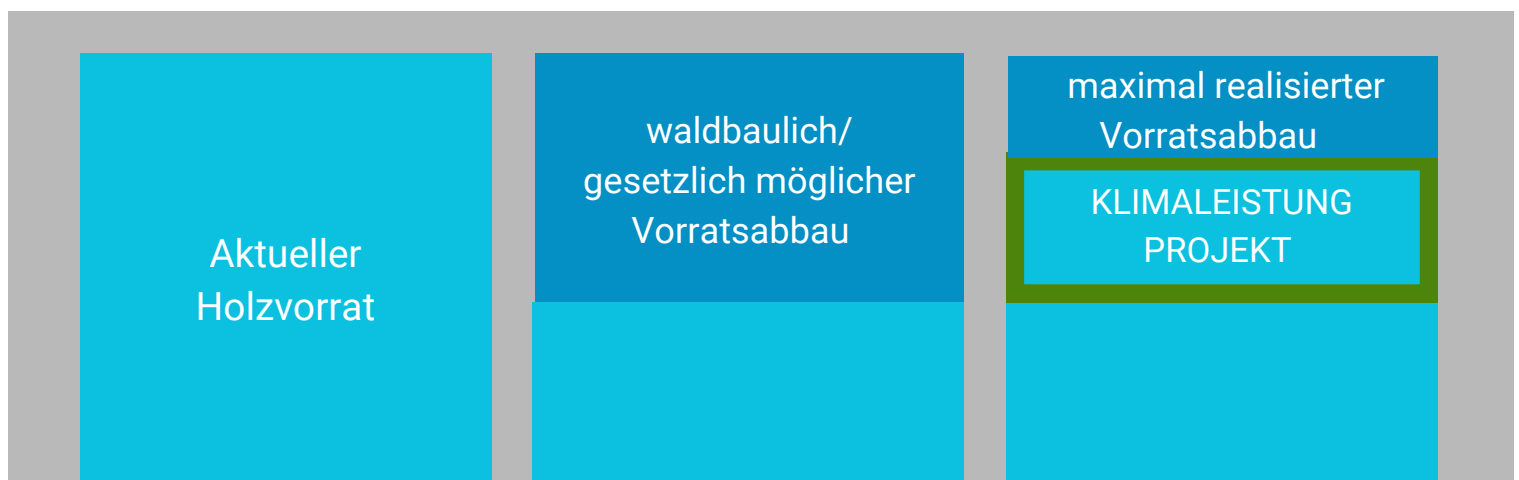 Aktueller
Holzvorrat
waldbaulich/
gesetzlich möglicher
Vorratsabbau
maximal realisierter
Vorratsabbau
KLIMALEISTUNG
PROJEKT